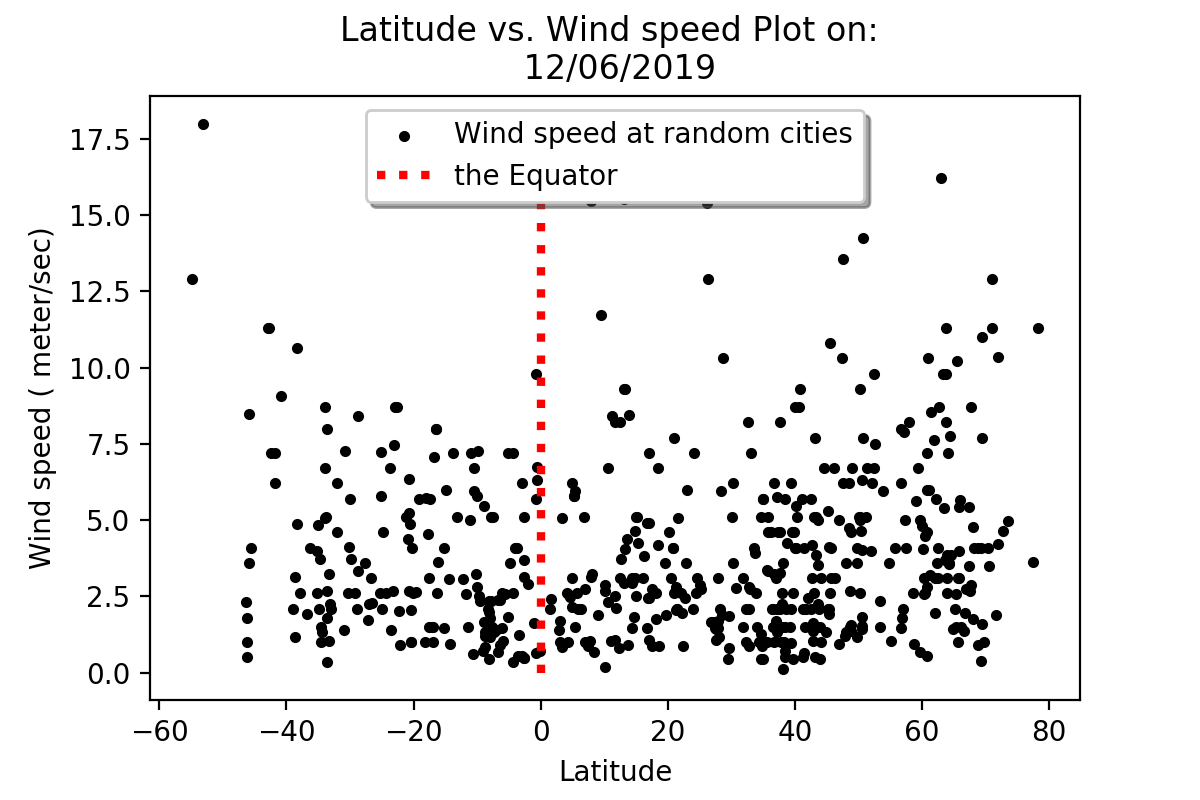 Latitude vs. Wind speed Plot on:
12/06/2019
Wind speed at random cities
the Equator
Wind speed ( meter/sec)
17.5
15.0
12.5
10.0
7.5
5.0
2.5
0.0
−60 −40 −20 0 20 40 60 80
Latitude